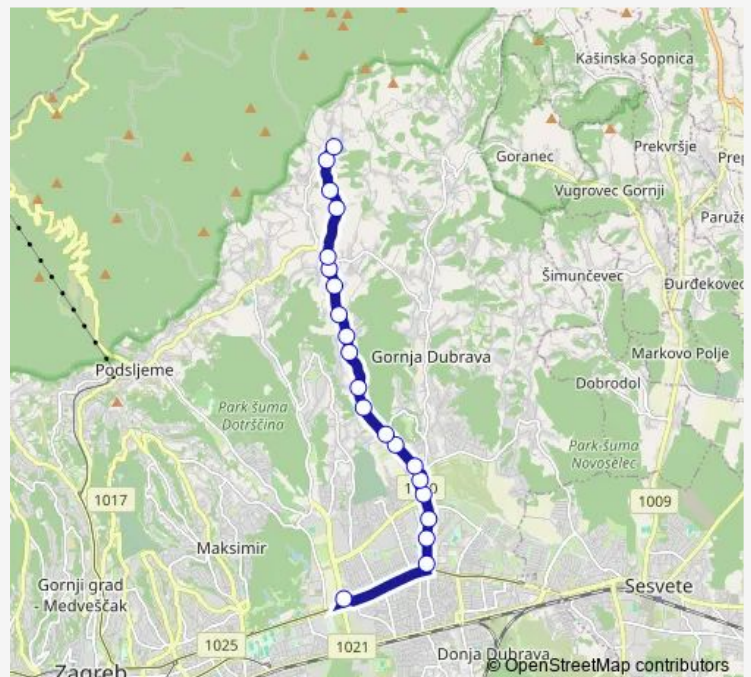 Kašinska Sopnica
Goranec
Prekvršje
Vugrovec Gornji
Šimunčevec
Đurđekovec
Podsljeme
Gornja Dubrava
Markovo Polje
Dobrodol
Park šuma
Dotrščina
Park-šuma
Novoselec
1017
1009
Maksimir
Gornji grad
- Medveščak
Sesvete
1025
1021
Donja Dubrava
Zagreb
© OpenStreetMap contributors